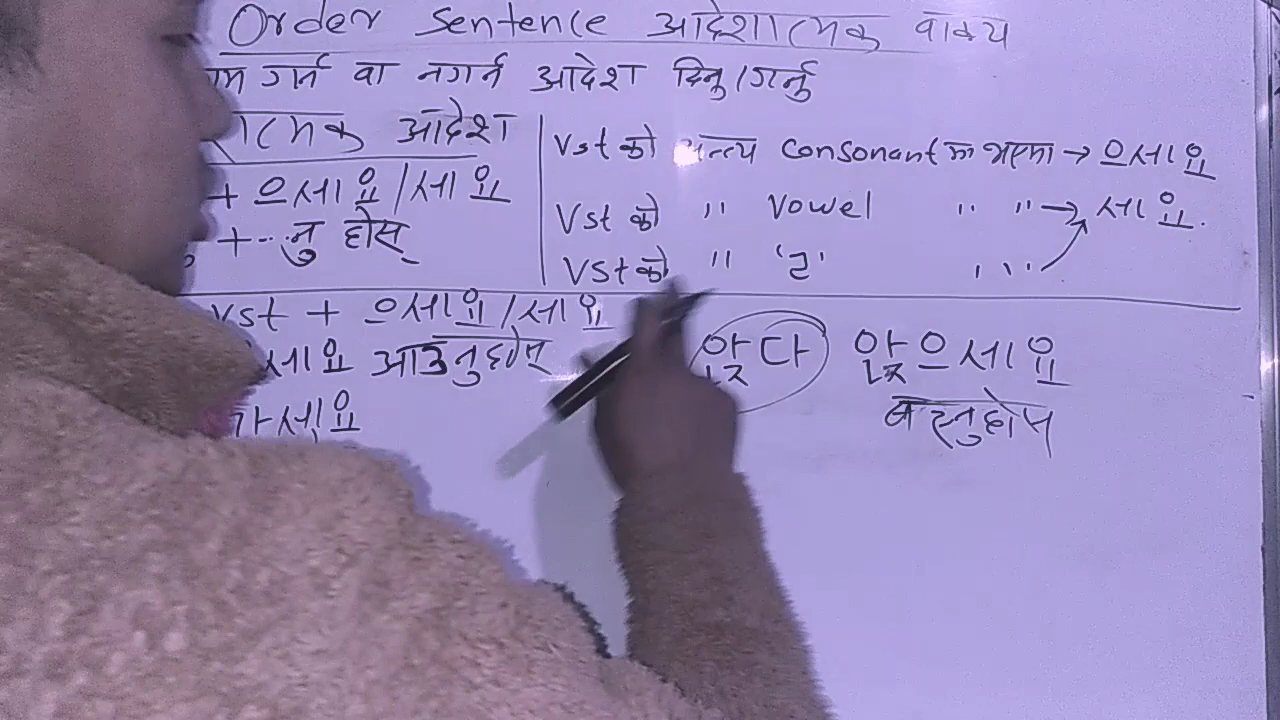 Order Sentence आदेशात्मक वाक्य
गर्न वा नगर्न आदेश दिनु/गर्नु
त्मक आदेश
+ 으세요/세요
+...नु होस्
Vst को अन्त्य Consonant मा भएमा → 으세요
Vst को " Vowel " " → 세요.
Vst को " 'ㄹ' " "
vst + 으세요/세요
세요 आउनुहोस्
가세요
앉다 앉으세요
बस्नुहोस्